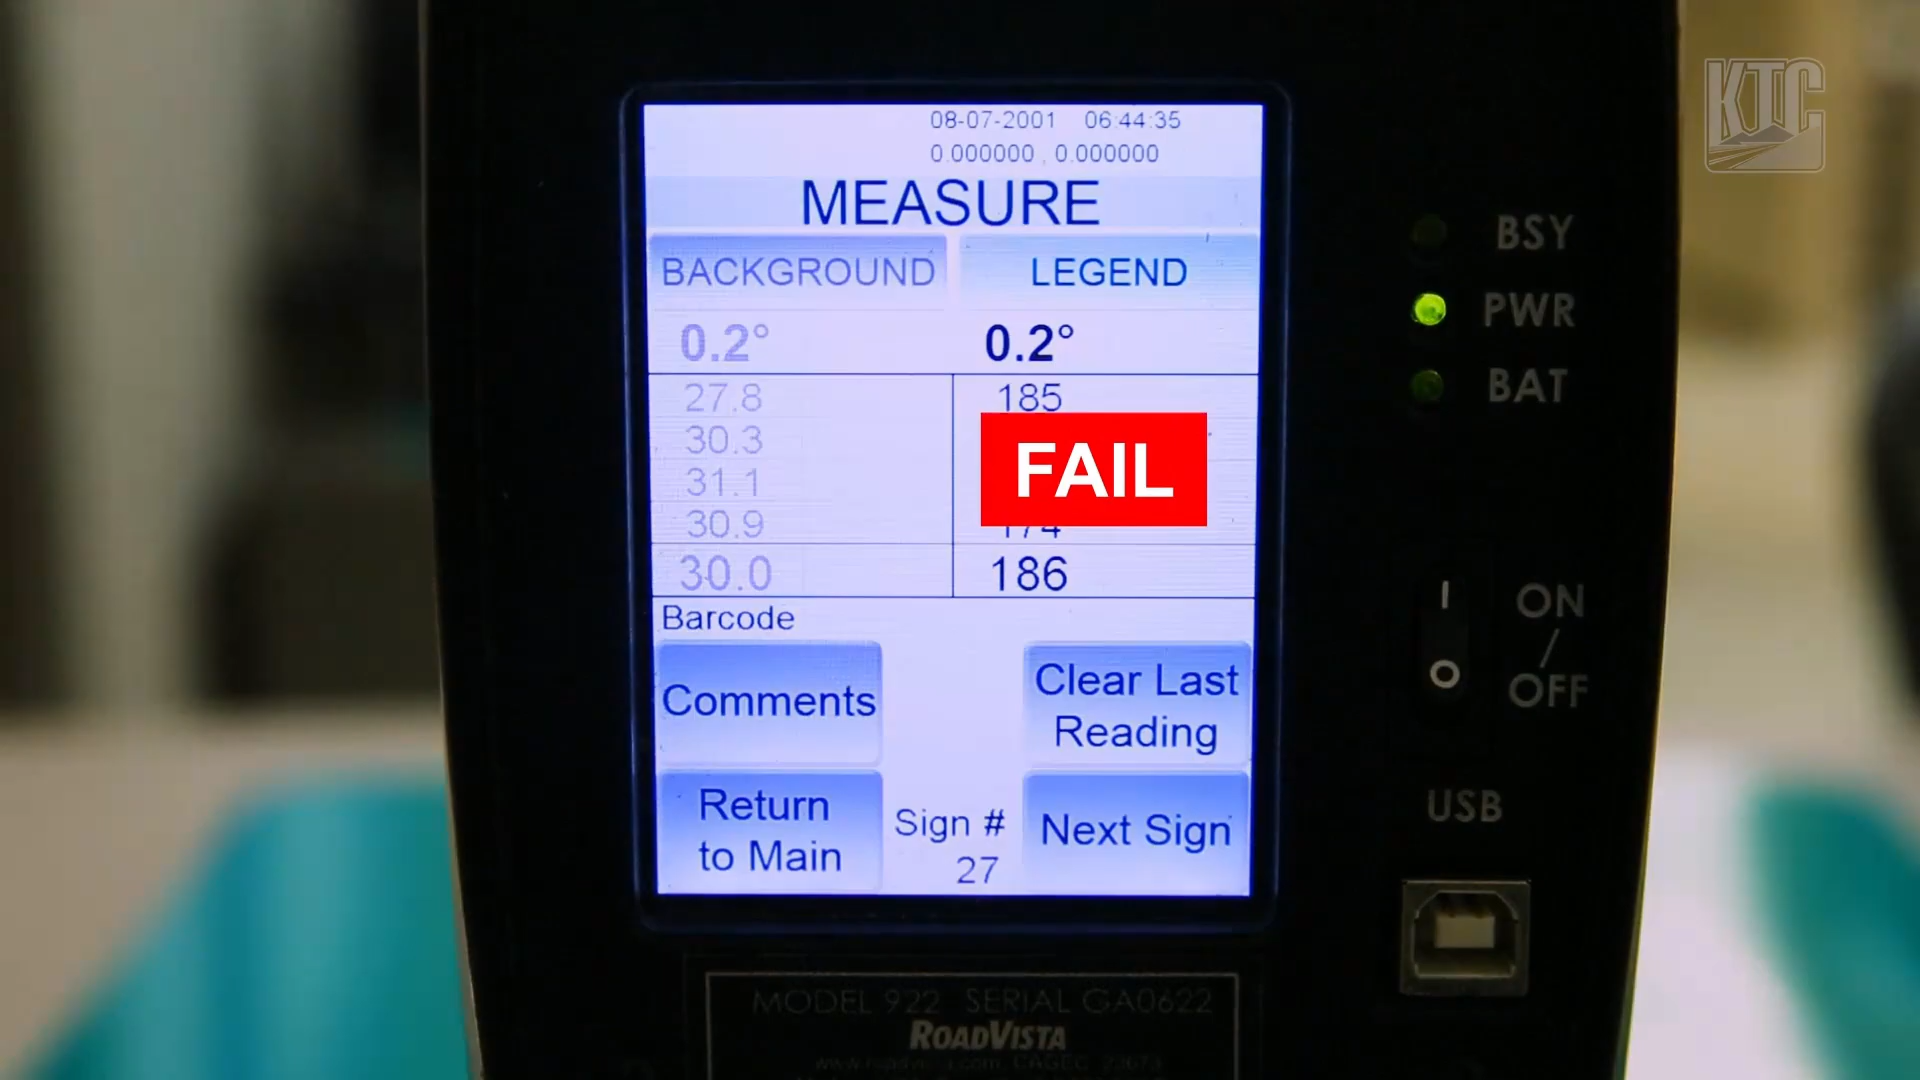 KTC
08-07-2001 06:44:35
0.000000 , 0.000000
MEASURE
BACKGROUND LEGEND
0.2° 0.2°
27.8 185
30.3
31.1
FAIL
30.9 174
30.0 186
Barcode
Comments
Clear Last
Reading
Return
to Main
Sign #
27
Next Sign
BSY
PWR
BAT
ON
/
OFF
USB
MODEL 922 SERIAL GA0622
ROADVISTA